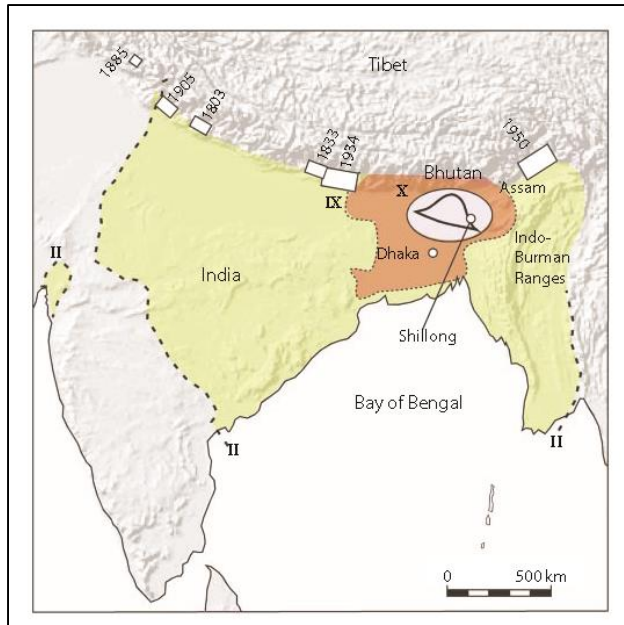 Tibet
1885
1905
1803
1833
1934
1950
Bhutan
Assam
IX
X
II
India
Dhaka
Indo-
Burman
Ranges
Shillong
Bay of Bengal
II
II
0 500 km